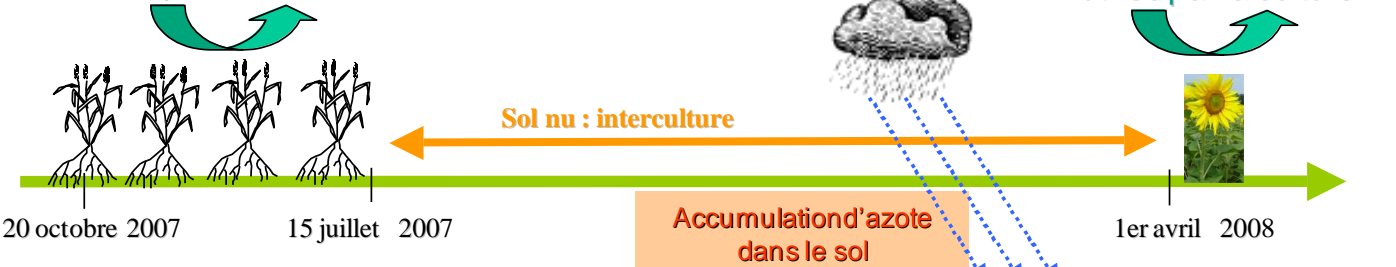 Sol nu : interculture
20 octobre 2007
15 juillet 2007
1er avril 2008
Accumulationd'azote
dans le sol